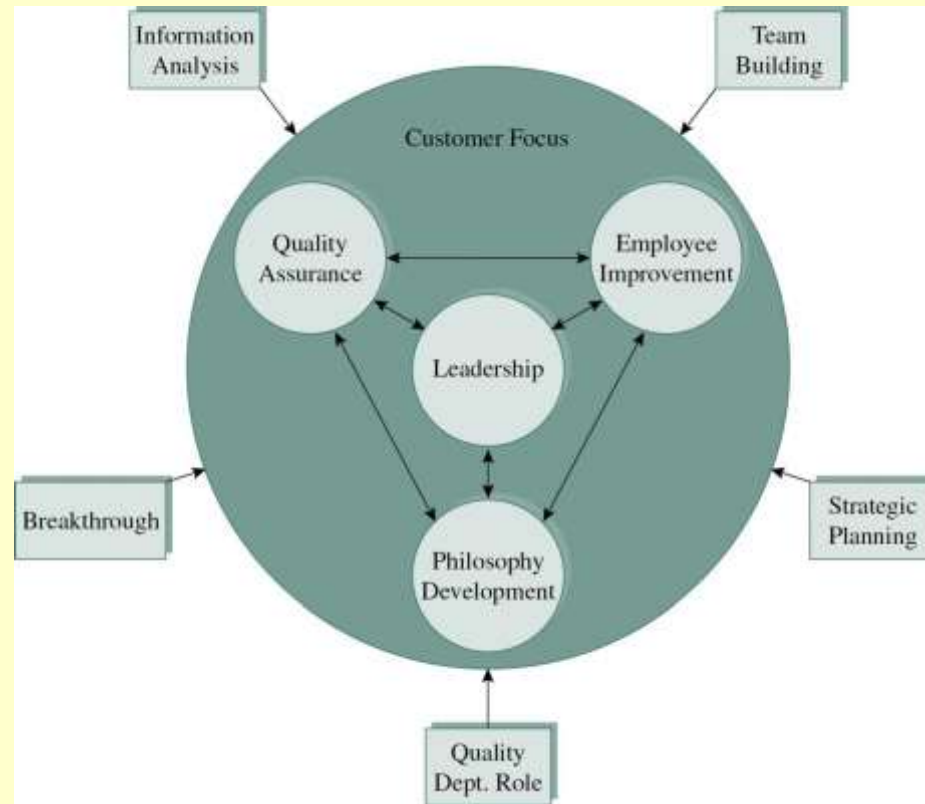 Information
Analysis
Team
Building
Customer Focus
Quality
Assurance
Employee
Improvement
Leadership
Breakthrough
Strategic
Planning
Philosophy
Development
Quality
Dept. Role